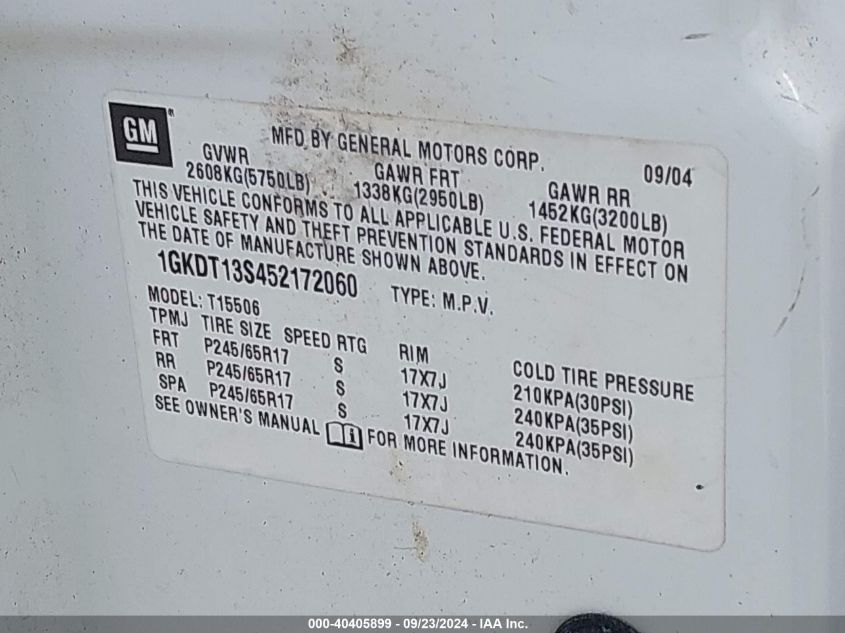 GM®
MFD BY GENERAL MOTORS CORP.
09/04
GVWR GAWR FRT GAWR RR
2608KG(5750LB) 1338KG(2950LB) 1452KG(3200LB)
THIS VEHICLE CONFORMS TO ALL APPLICABLE U.S. FEDERAL MOTOR
VEHICLE SAFETY AND THEFT PREVENTION STANDARDS IN EFFECT ON
THE DATE OF MANUFACTURE SHOWN ABOVE.
1GKDT13S452172060 TYPE: M.P.V.
MODEL: T15506
TPMJ TIRE SIZE SPEED RTG RIM COLD TIRE PRESSURE
FRT P245/65R17 S 17X7J 210KPA(30PSI)
RR P245/65R17 S 17X7J 240KPA(35PSI)
SPA P245/65R17 S 17X7J 240KPA(35PSI)
SEE OWNER'S MANUAL i FOR MORE INFORMATION.
000-40405899 - 09/23/2024 - IAA Inc.